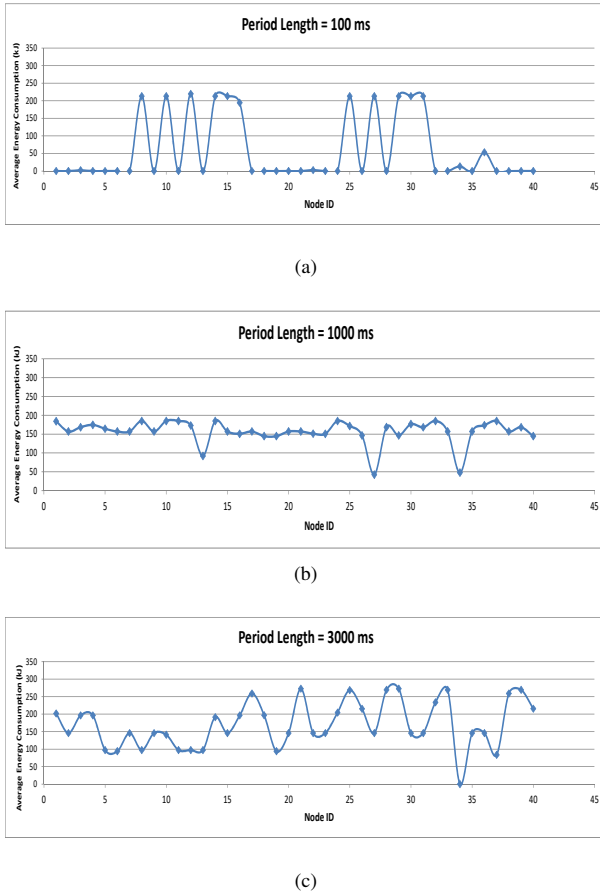 Period Length = 100 ms
Average Energy Consumption (kJ)
350
300
250
200
150
100
50
0
0 5 10 15 20 25 30 35 40 45
Node ID
(a)
Period Length = 1000 ms
Average Energy Consumption (kJ)
350
300
250
200
150
100
50
0
0 5 10 15 20 25 30 35 40 45
Node ID
(b)
Period Length = 3000 ms
Average Energy Consumption (kJ)
350
300
250
200
150
100
50
0
0 5 10 15 20 25 30 35 40 45
Node ID
(c)